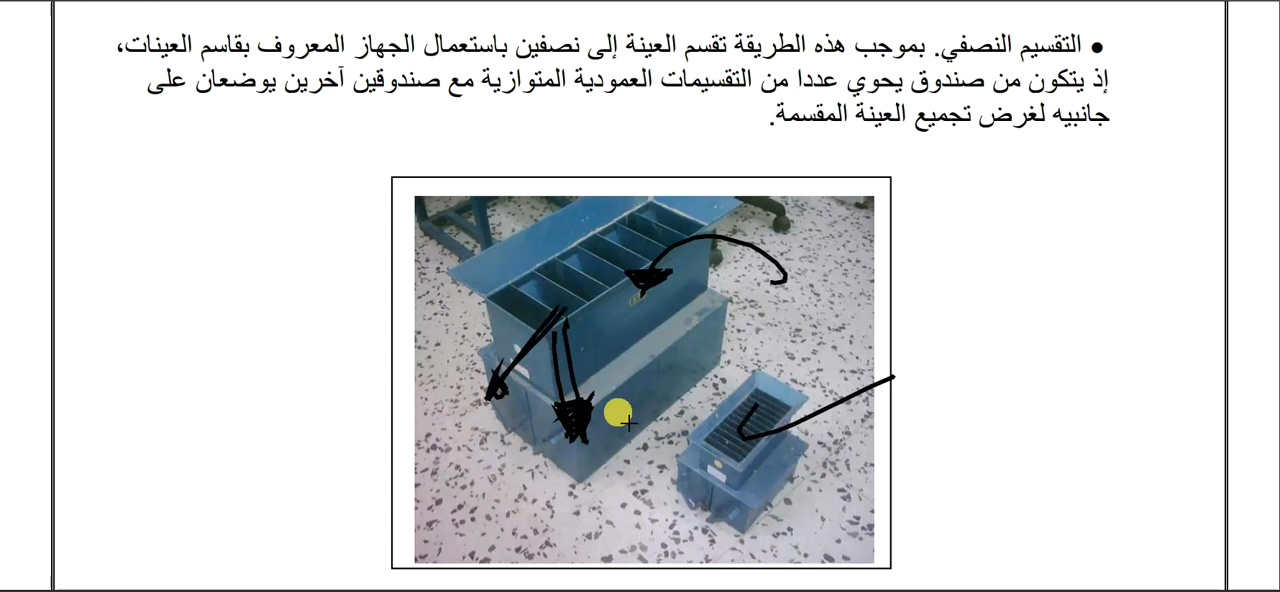 • التقسيم النصفي. بموجب هذه الطريقة تقسم العينة إلى نصفين باستعمال الجهاز المعروف بقاسم العينات،
إذ يتكون من صندوق يحوي عددا من التقسيمات العمودية المتوازية مع صندوقين آخرين يوضعان على
جانبيه لغرض تجميع العينة المقسمة.